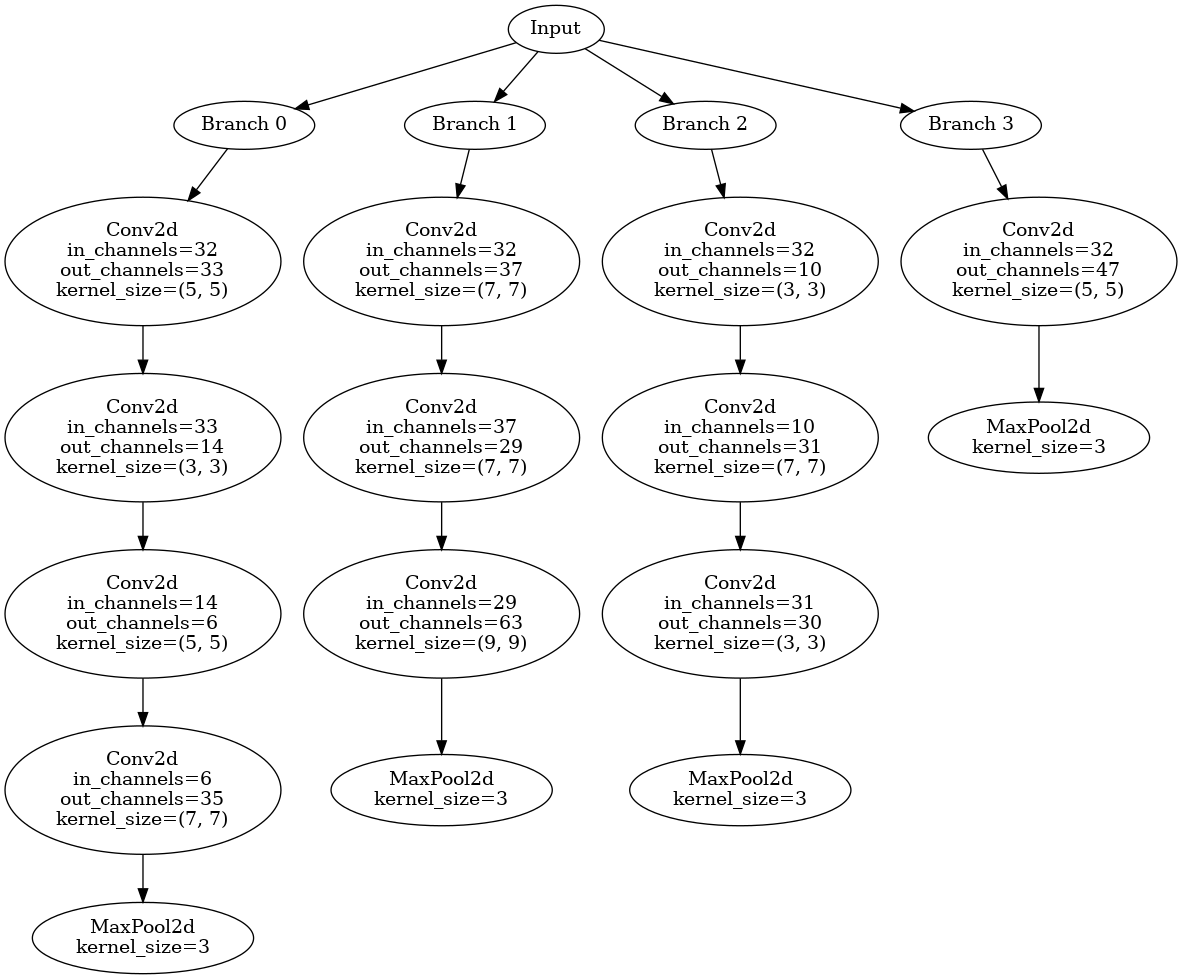 Input
Branch 0
Branch 1
Branch 2
Branch 3
Conv2d
in_channels=32
out_channels=33
kernel_size=(5, 5)
Conv2d
in_channels=32
out_channels=37
kernel_size=(7, 7)
Conv2d
in_channels=32
out_channels=10
kernel_size=(3, 3)
Conv2d
in_channels=32
out_channels=47
kernel_size=(5, 5)
Conv2d
in_channels=33
out_channels=14
kernel_size=(3, 3)
Conv2d
in_channels=37
out_channels=29
kernel_size=(7, 7)
Conv2d
in_channels=10
out_channels=31
kernel_size=(7, 7)
MaxPool2d
kernel_size=3
Conv2d
in_channels=14
out_channels=6
kernel_size=(5, 5)
Conv2d
in_channels=29
out_channels=63
kernel_size=(9, 9)
Conv2d
in_channels=31
out_channels=30
kernel_size=(3, 3)
Conv2d
in_channels=6
out_channels=35
kernel_size=(7, 7)
MaxPool2d
kernel_size=3
MaxPool2d
kernel_size=3
MaxPool2d
kernel_size=3